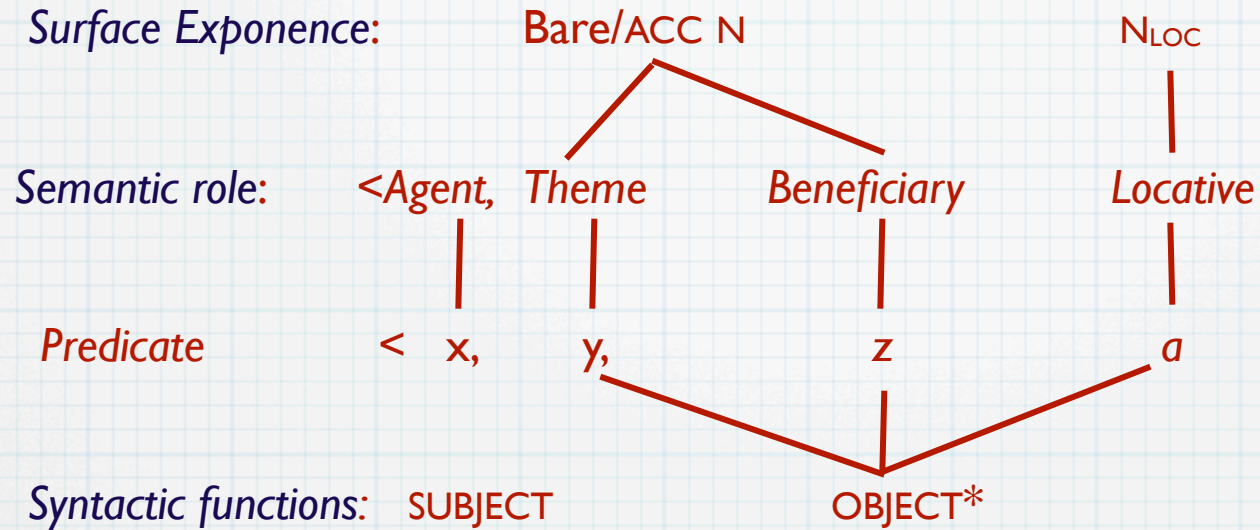 Surface Exponence: Bare/ACC N NLOC
Semantic role: <Agent, Theme Beneficiary Locative
Predicate < x, y, z a
Syntactic functions: SUBJECT OBJECT*